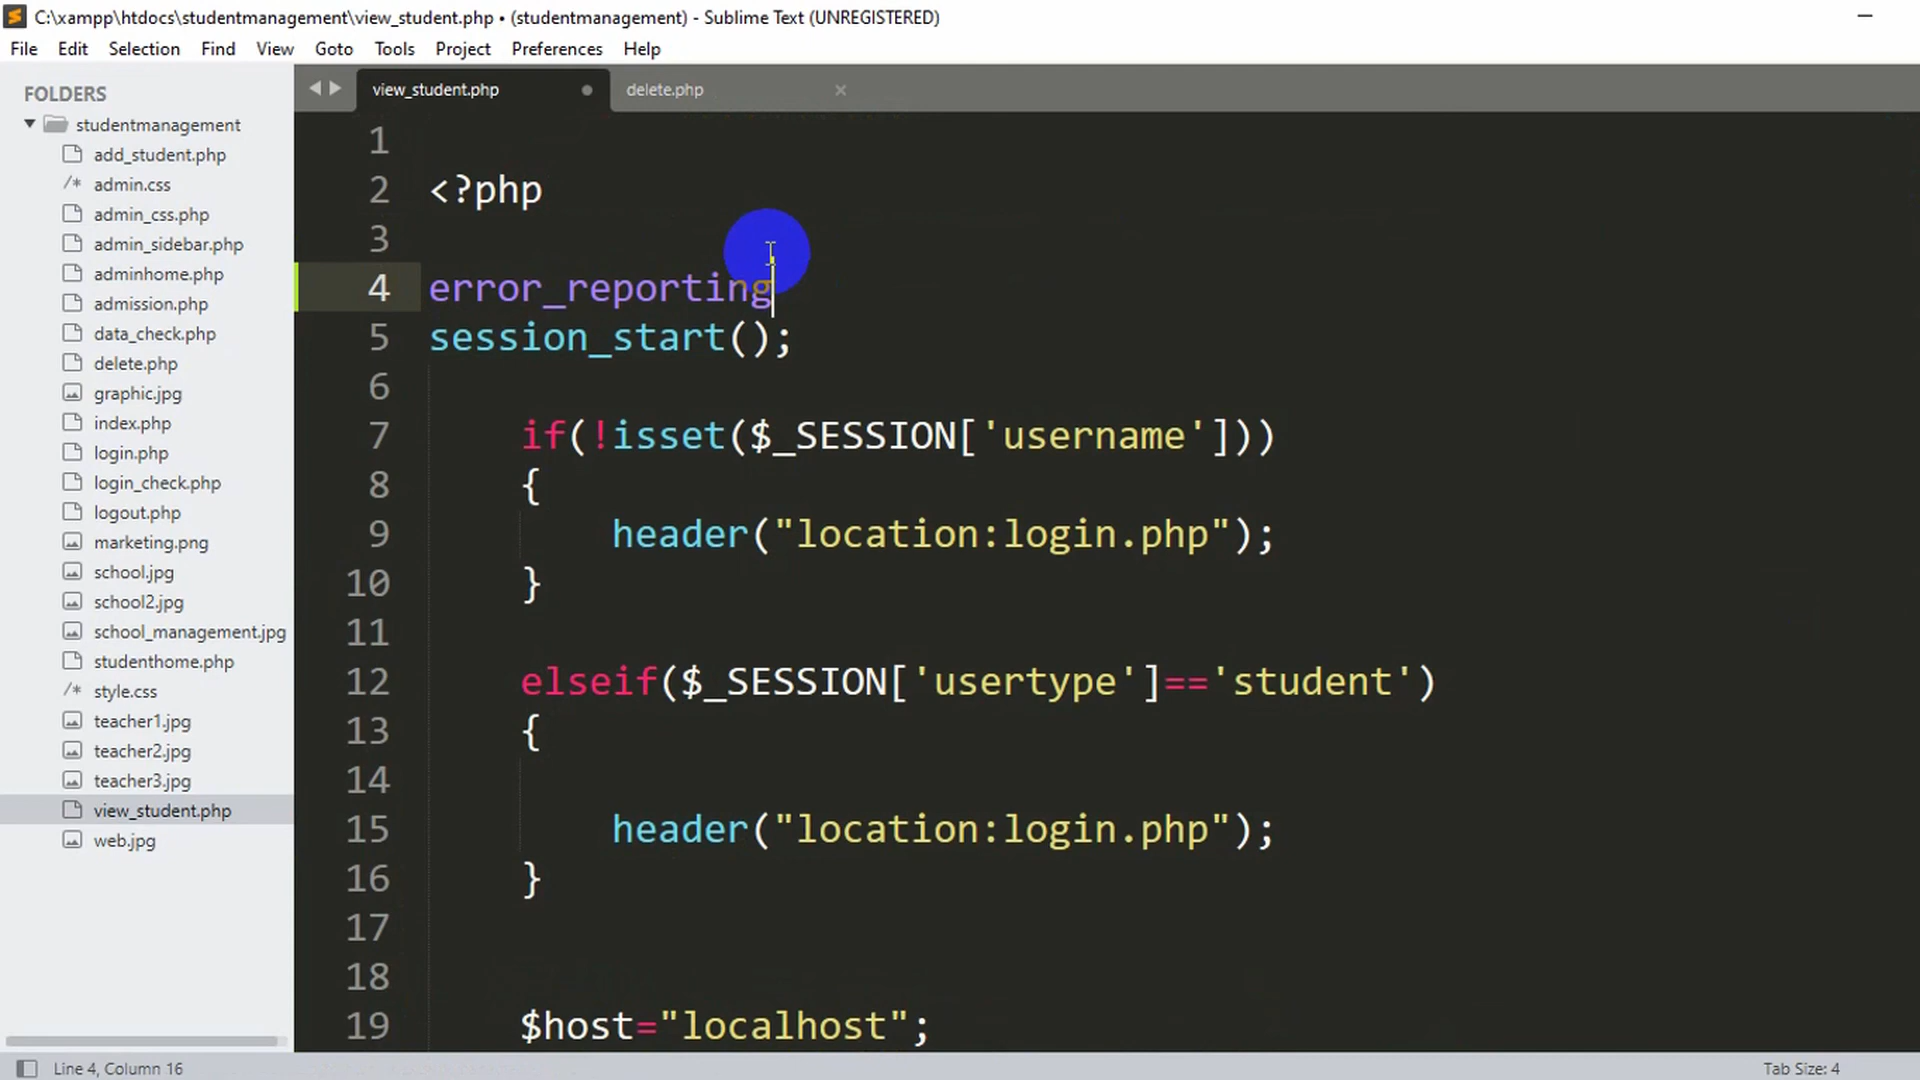 C:\xampp\htdocs\studentmanagement\view_student.php • (studentmanagement) - Sublime Text (UNREGISTERED)
File Edit Selection Find View Goto Tools Project Preferences Help
FOLDERS
studentmanagement
add_student.php
/* admin.css
admin_css.php
admin_sidebar.php
adminhome.php
admission.php
data_check.php
delete.php
graphic.jpg
index.php
login.php
login_check.php
logout.php
marketing.png
school.jpg
school2.jpg
school_management.jpg
studenthome.php
/* style.css
teacher1.jpg
teacher2.jpg
teacher3.jpg
view_student.php
web.jpg
view_student.php delete.php
1
2 <?php
3
4 error_reporting
5 session_start();
6
7 if(!isset($_SESSION['username']))
8 {
9 header("location:login.php");
10 }
11
12 elseif($_SESSION['usertype']=='student')
13 {
14
15 header("location:login.php");
16 }
17
18
19 $host="localhost";
Line 4, Column 16 Tab Size: 4